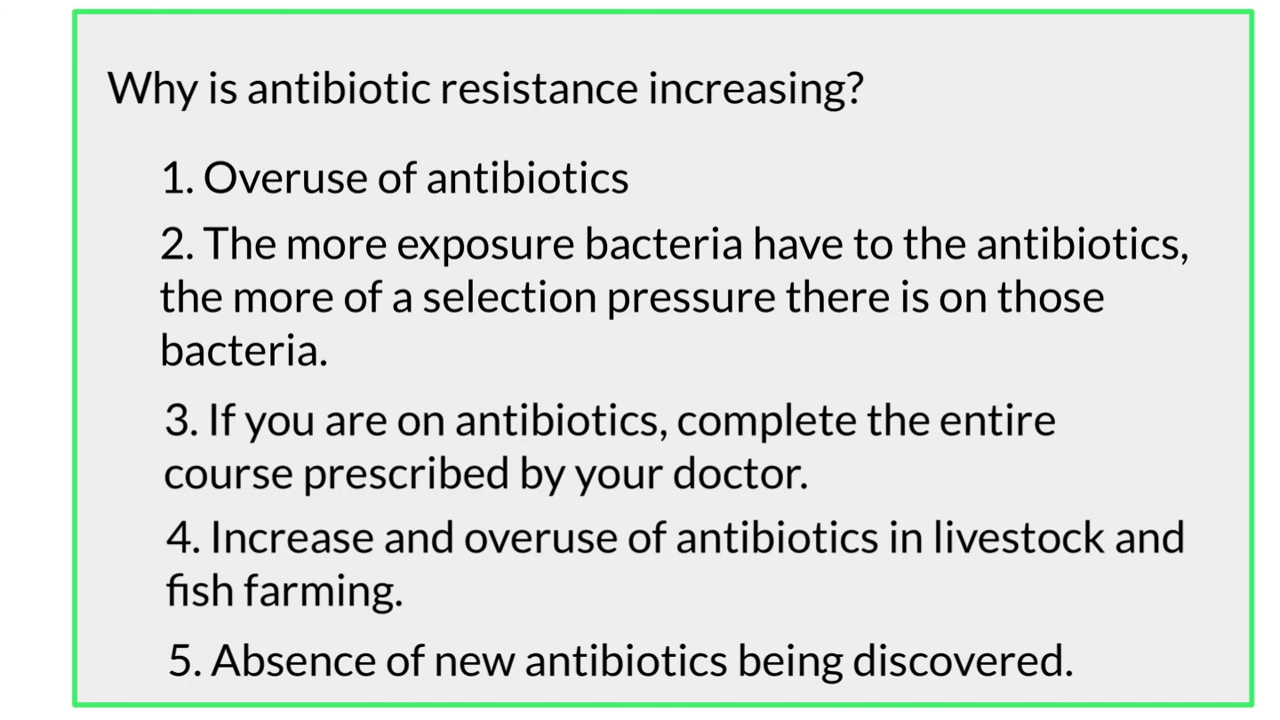 Why is antibiotic resistance increasing?
1. Overuse of antibiotics
2. The more exposure bacteria have to the antibiotics,
the more of a selection pressure there is on those
bacteria.
3. If you are on antibiotics, complete the entire
course prescribed by your doctor.
4. Increase and overuse of antibiotics in livestock and
fish farming.
5. Absence of new antibiotics being discovered.